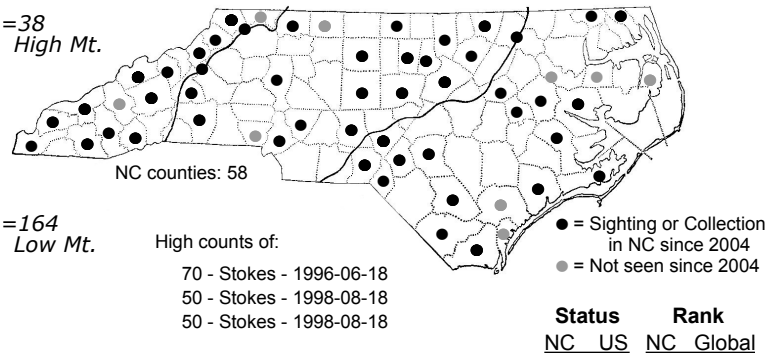 =38
High Mt.
NC counties: 58
=164
Low Mt.
High counts of:
70 - Stokes - 1996-06-18
50 - Stokes - 1998-08-18
50 - Stokes - 1998-08-18
= Sighting or Collection
in NC since 2004
= Not seen since 2004
Status Rank
NC US NC Global